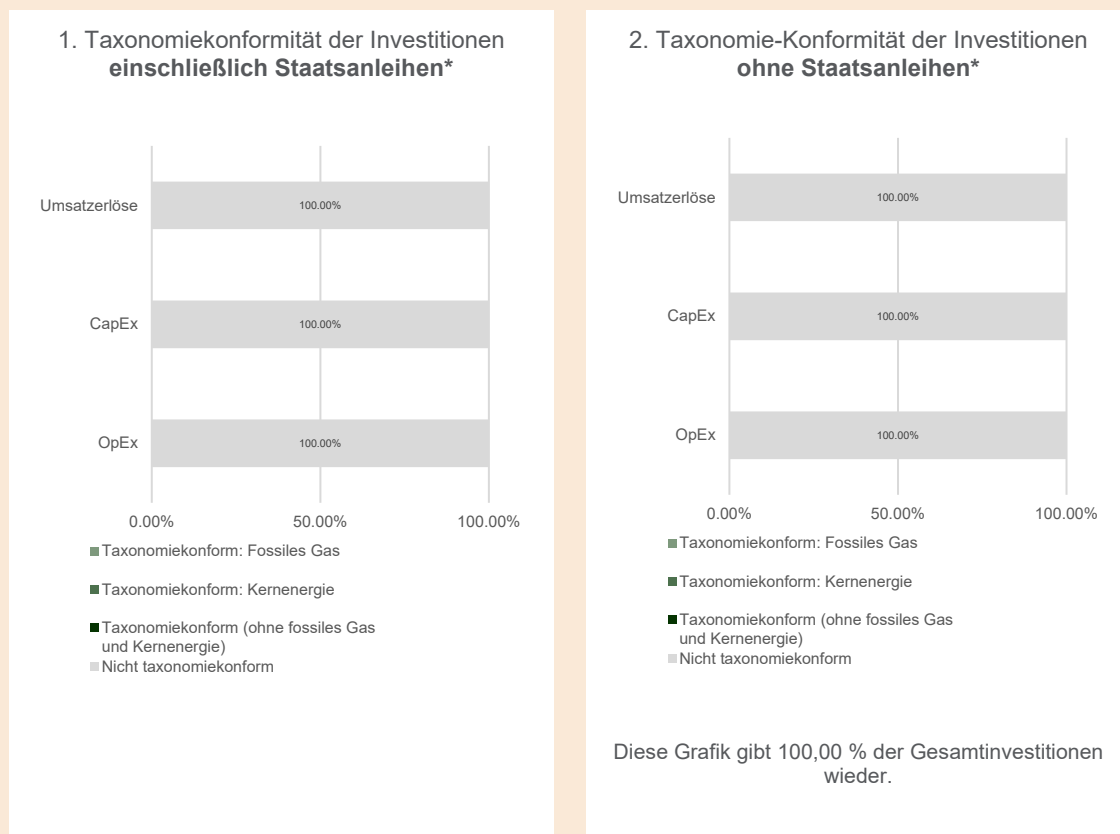 1. Taxonomiekonformität der Investitionen
einschließlich Staatsanleihen*
Umsatzerlöse
100.00%
CapEx
100.00%
OpEx
100.00%
0.00%
50.00%
100.00%
Taxonomiekonform: Fossiles Gas
Taxonomiekonform: Kernenergie
Taxonomiekonform (ohne fossiles Gas
und Kernenergie)
Nicht taxonomiekonform
2. Taxonomie-Konformität der Investitionen
ohne Staatsanleihen*
Umsatzerlöse
100.00%
CapEx
100.00%
OpEx
100.00%
0.00%
50.00%
100.00%
Taxonomiekonform: Fossiles Gas
Taxonomiekonform: Kernenergie
Taxonomiekonform (ohne fossiles Gas
und Kernenergie)
Nicht taxonomiekonform
Diese Grafik gibt 100,00 % der Gesamtinvestitionen
wieder.